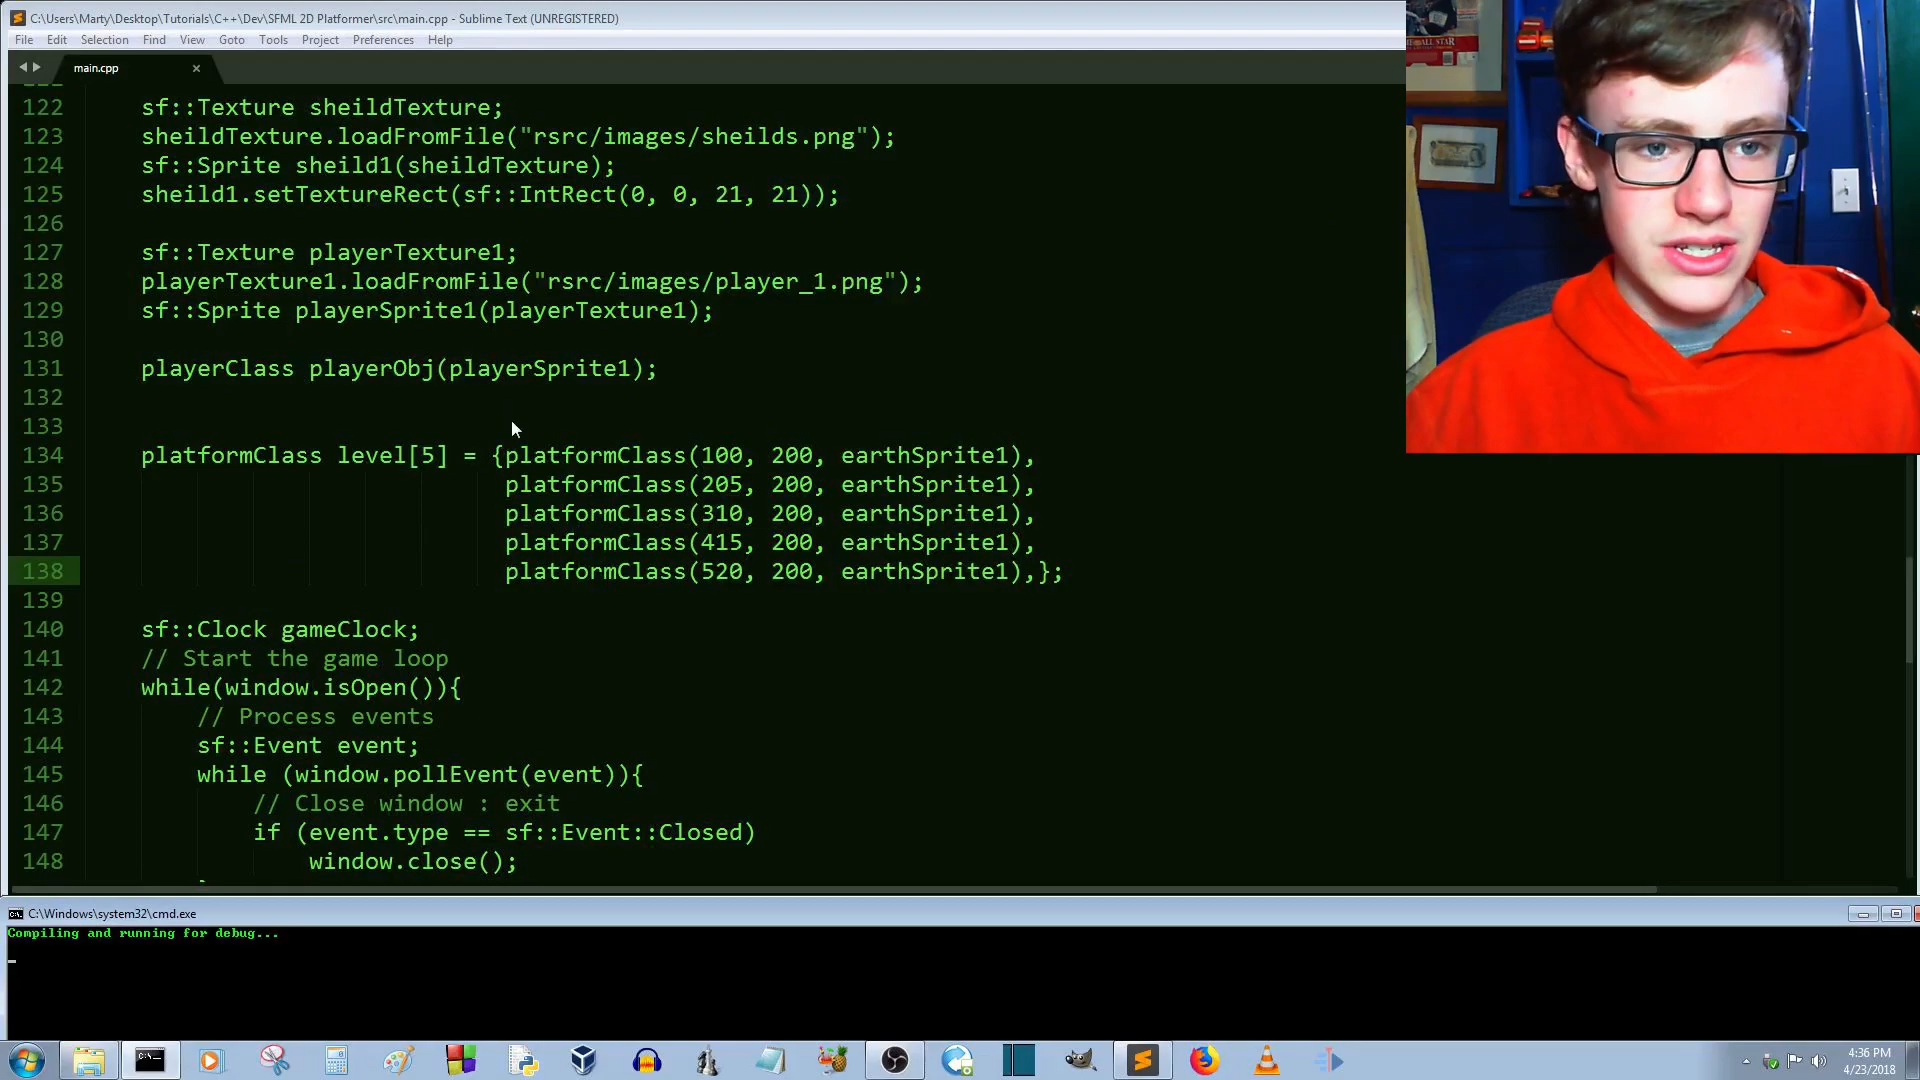 C:\Users\Marty\Desktop\Tutorials\C++\Dev\SFML 2D Platformer\src\main.cpp - Sublime Text (UNREGISTERED)
File Edit Selection Find View Goto Tools Project Preferences Help
main.cpp
122 sf::Texture sheildTexture;
123 sheildTexture.loadFromFile("rsrc/images/sheilds.png");
124 sf::Sprite sheild1(sheildTexture);
125 sheild1.setTextureRect(sf::IntRect(0, 0, 21, 21));
126
127 sf::Texture playerTexture1;
128 playerTexture1.loadFromFile("rsrc/images/player_1.png");
129 sf::Sprite playerSprite1(playerTexture1);
130
131 playerClass playerObj(playerSprite1);
132
133
134 platformClass level[5] = {platformClass(100, 200, earthSprite1),
135 platformClass(205, 200, earthSprite1),
136 platformClass(310, 200, earthSprite1),
137 platformClass(415, 200, earthSprite1),
138 platformClass(520, 200, earthSprite1),};
139
140 sf::Clock gameClock;
141 // Start the game loop
142 while(window.isOpen()){
143 // Process events
144 sf::Event event;
145 while (window.pollEvent(event)){
146 // Close window : exit
147 if (event.type == sf::Event::Closed)
148 window.close();
C:\Windows\system32\cmd.exe
Compiling and running for debug...
4:36 PM
4/23/2018